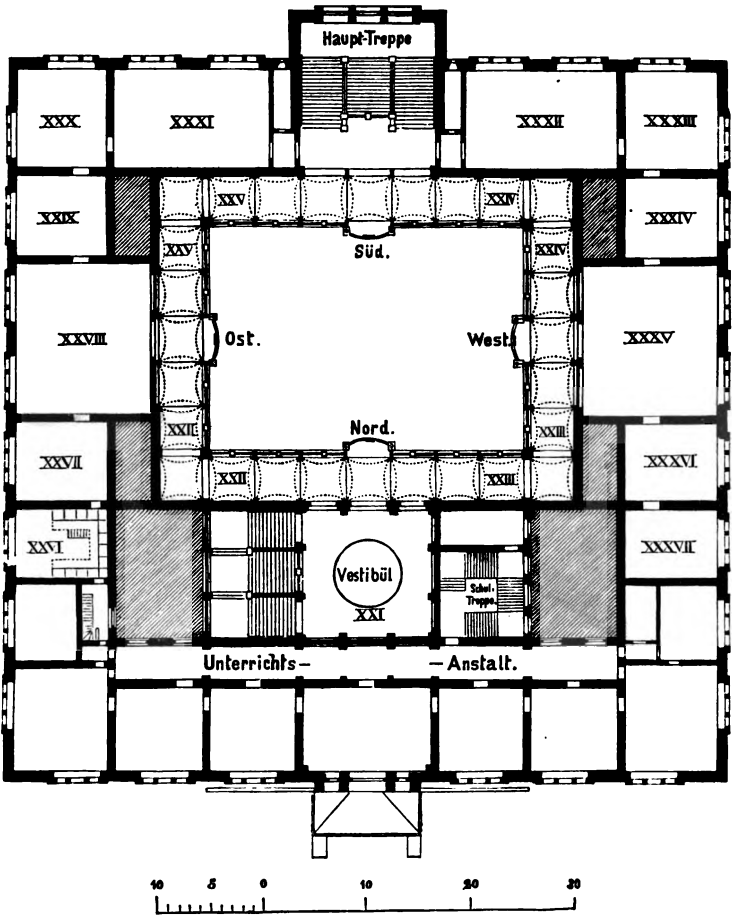 Haupt-Treppe
XXX
XXXI
XXXII
XXXIII
XXV
XXIV
XXIX
XXXIV
XXV
XXIV
Süd.
XXVIII
Ost.
West.
XXXV
Nord.
XXII
XXIII
XXVII
XXXVI
XXII
XXIII
XXVI
XXXVII
Vestibül
XXI
Schul-
Treppe.
Unterrichts–
–Anstalt.
10 5 0 10 20 30